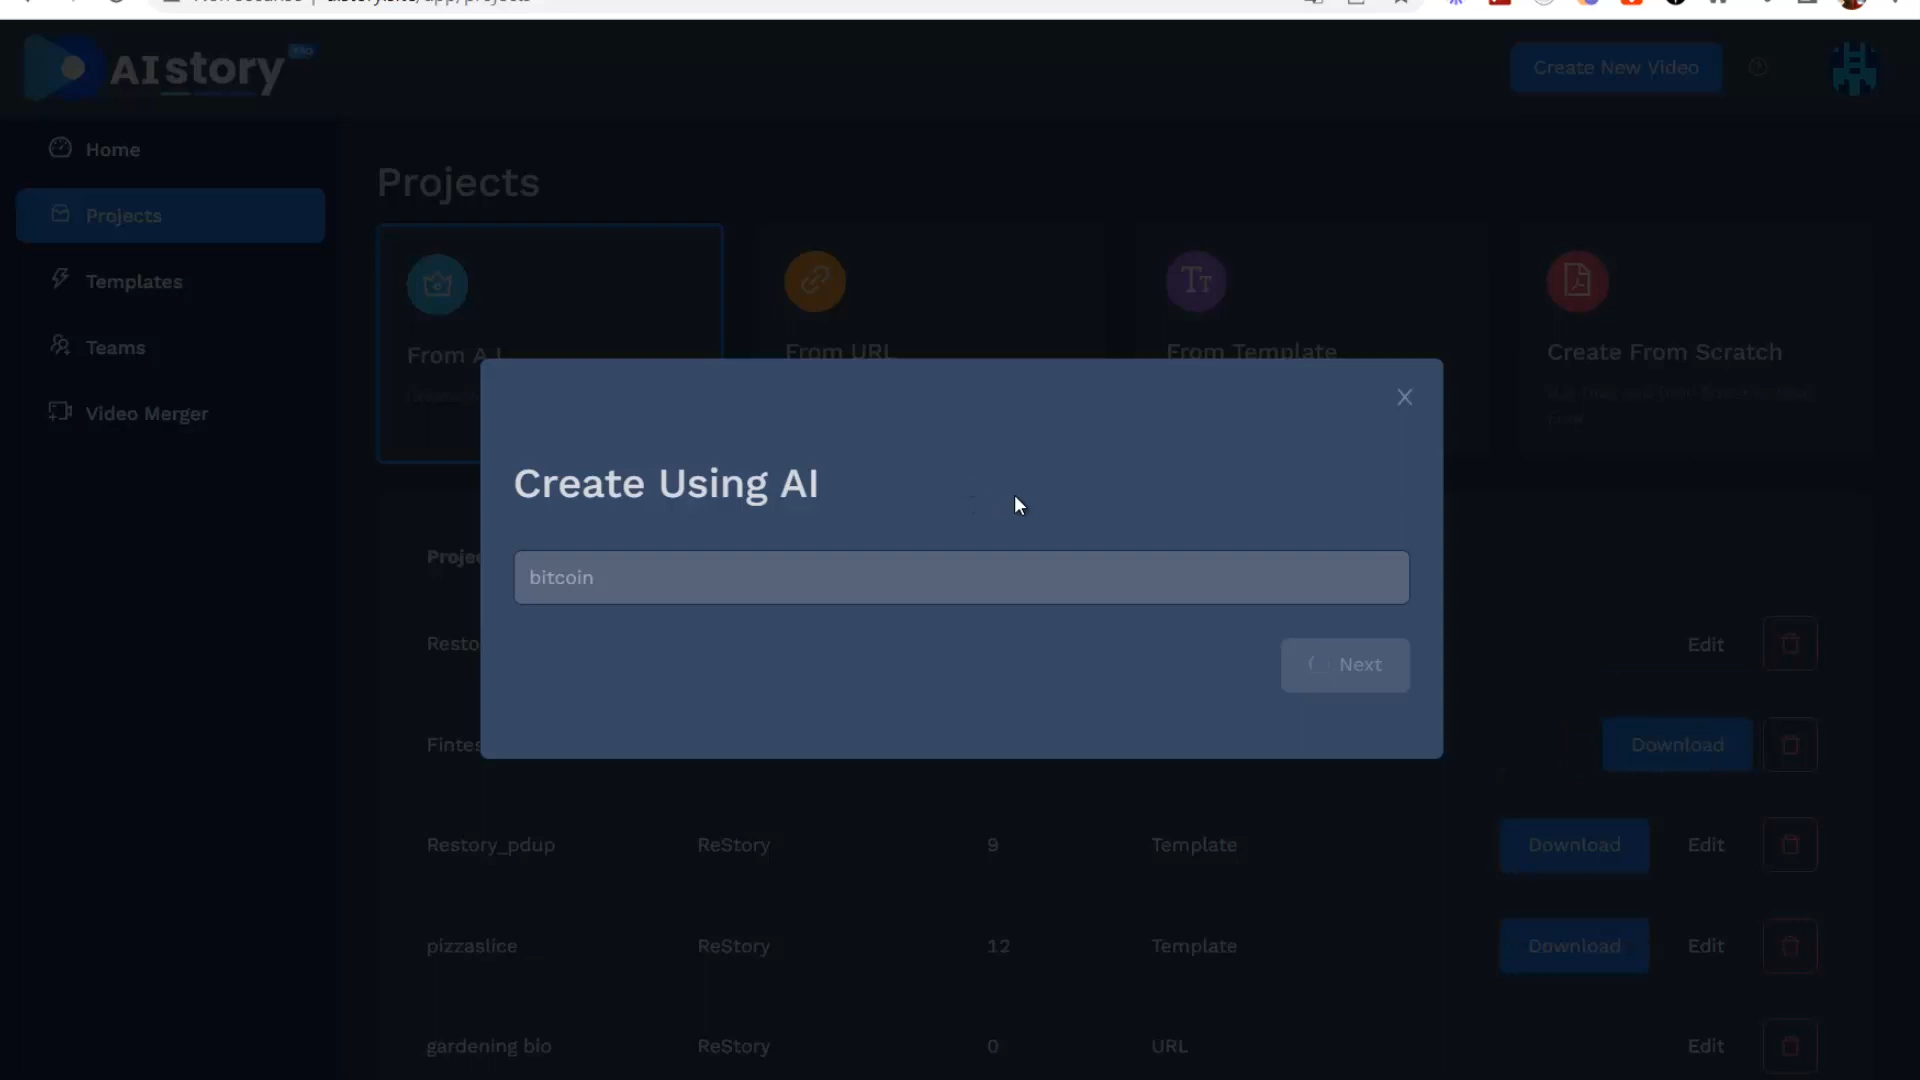 AIstory PRO
Create New Video
Home
Projects
Templates
Teams
Video Merger
Projects
From A.I.
From URL
From Template
Create From Scratch
Create Using AI
bitcoin
Next
Edit
Download
Restory_pdup ReStory 9 Template Download Edit
pizzaslice ReStory 12 Template Download Edit
gardening bio ReStory 0 URL Edit